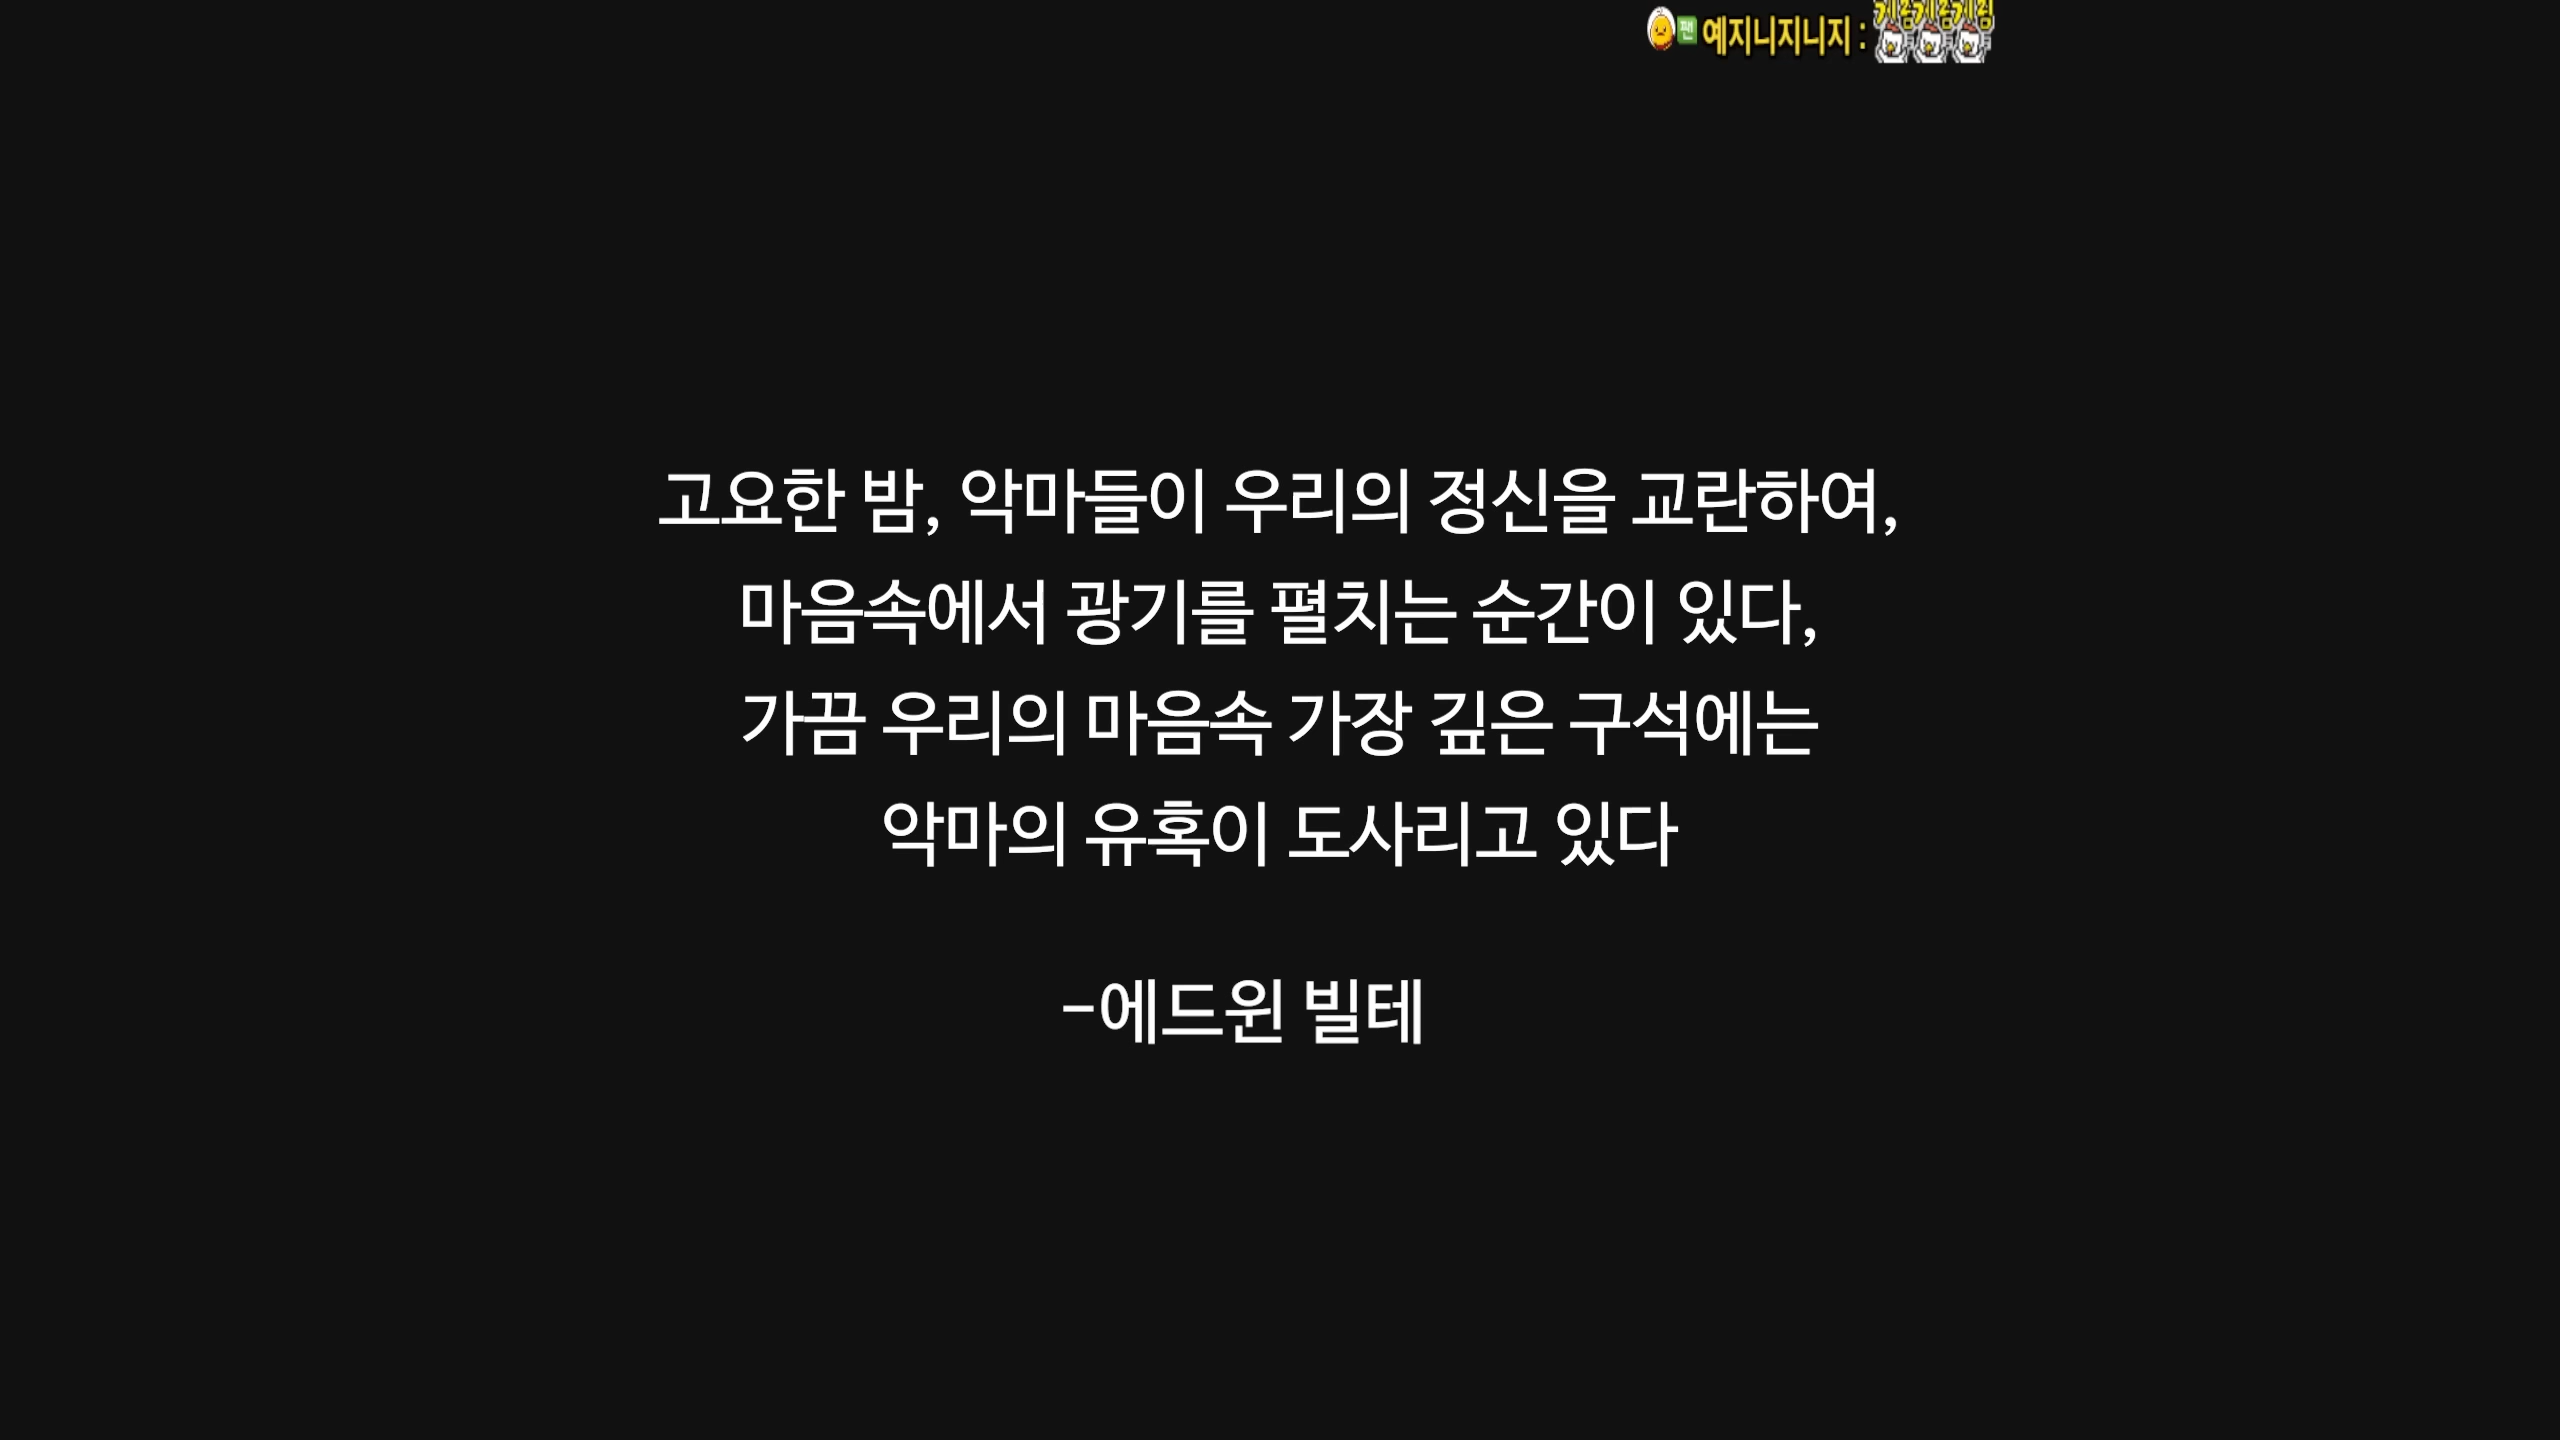 팬 예지니지니지 :
고요한 밤, 악마들이 우리의 정신을 교란하여,
마음속에서 광기를 펼치는 순간이 있다,
가끔 우리의 마음속 가장 깊은 구석에는
악마의 유혹이 도사리고 있다
-에드윈 빌테